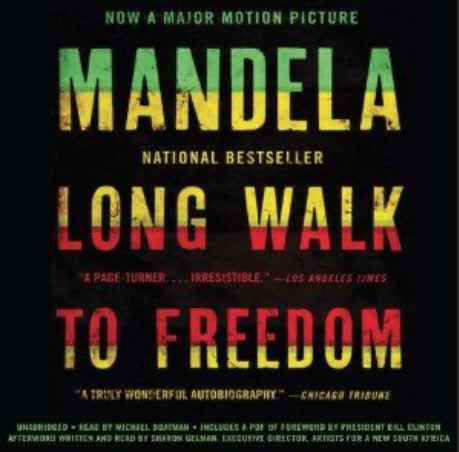 NOW A MAJOR MOTION PICTURE
MANDELA
NATIONAL BESTSELLER
LONG WALK
"A PAGE-TURNER. . . . IRRESISTIBLE." —LOS ANGELES TIMES
TO FREEDOM
"A TRULY WONDERFUL AUTOBIOGRAPHY." —CHICAGO TRIBUNE
UNABRIDGED • READ BY MICHAEL BOATMAN • INCLUDES A PDF OF FOREWORD BY PRESIDENT BILL CLINTON
AFTERWORD WRITTEN AND READ BY SHARON GELMAN, EXECUTIVE DIRECTOR, ARTISTS FOR A NEW SOUTH AFRICA